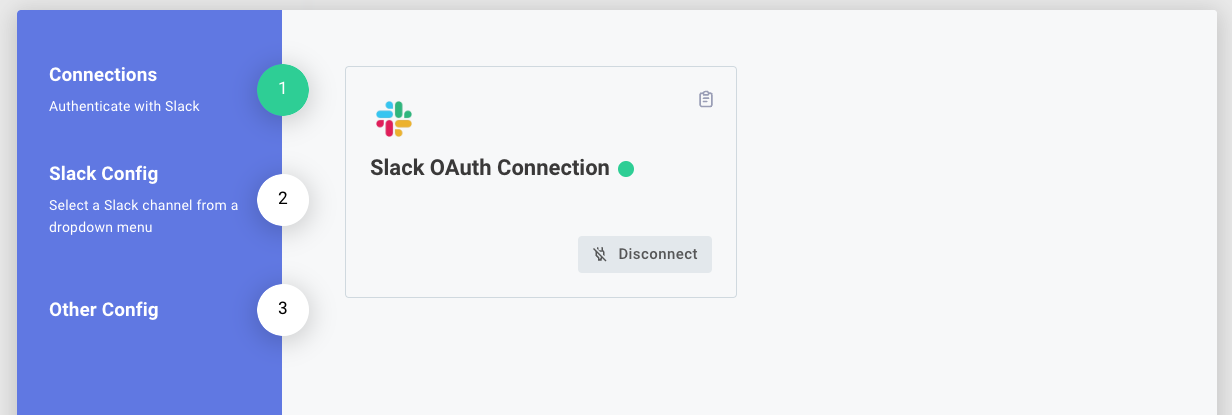 Connections
1
Authenticate with Slack
Slack Config
2
Select a Slack channel from a
dropdown menu
Other Config
3
Slack OAuth Connection
Disconnect